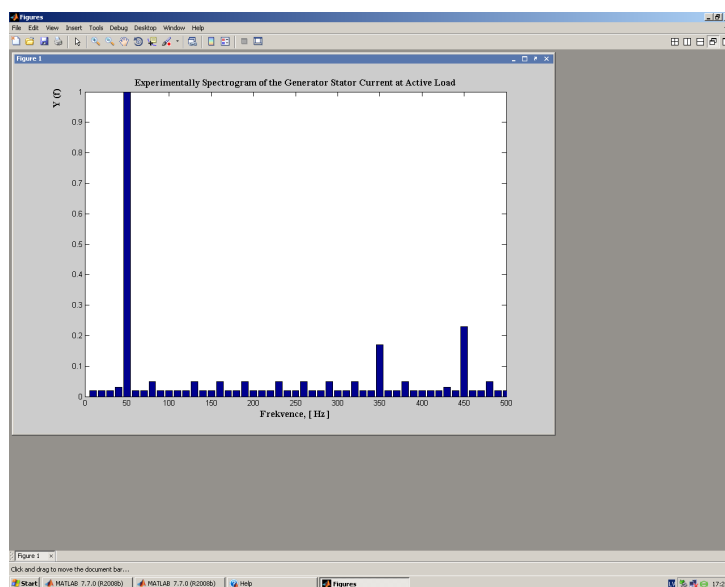 Figures
File Edit View Insert Tools Debug Desktop Window Help
Figure 1
Experimentally Spectrogram of the Generator Stator Current at Active Load
Y (f)
1
0.9
0.8
0.7
0.6
0.5
0.4
0.3
0.2
0.1
0
0 50 100 150 200 250 300 350 400 450 500
Frekvence, [ Hz ]
Figure 1
Click and drag to move the document bar...
Start MATLAB 7.7.0 (R2008b) MATLAB 7.7.0 (R2008b) Help Figures LV